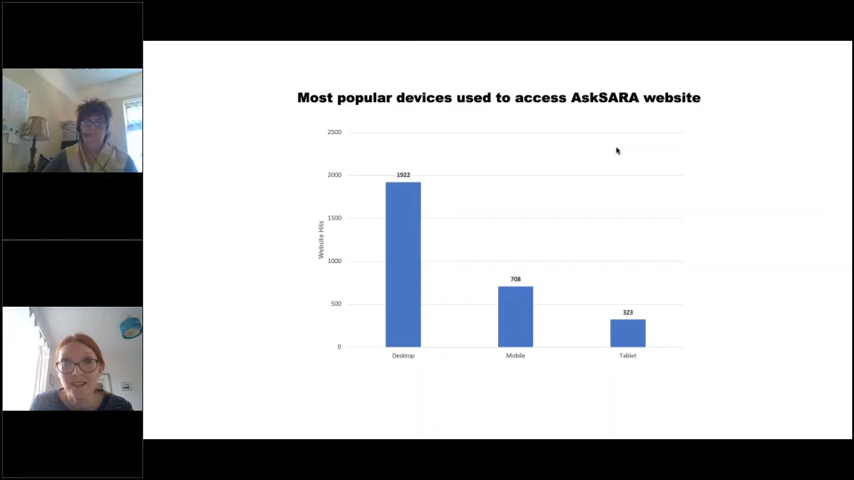 Most popular devices used to access AskSARA website
2500
2000
1500
1000
500
0
Website Hits
1922
708
323
Desktop
Mobile
Tablet